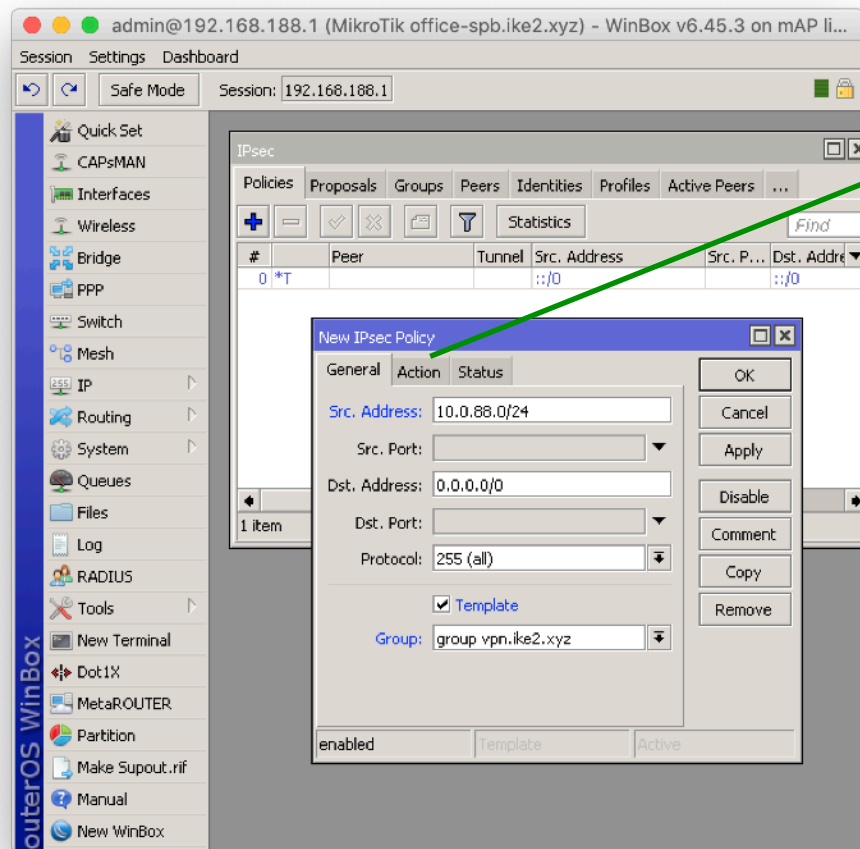 admin@192.168.188.1 (MikroTik office-spb.ike2.xyz) - WinBox v6.45.3 on mAP li...
Session Settings Dashboard
Safe Mode Session: 192.168.188.1
Quick Set
CAPsMAN
Interfaces
Wireless
Bridge
PPP
Switch
Mesh
255 IP
Routing
System
Queues
Files
Log
RADIUS
Tools
New Terminal
Dot1X
MetaROUTER
Partition
Make Supout.rif
Manual
New WinBox
outerOS WinBox
IPsec
Policies Proposals Groups Peers Identities Profiles Active Peers ...
Statistics Find
# Peer Tunnel Src. Address Src. P... Dst. Addre
0 *T ::/0 ::/0
1 item
New IPsec Policy
General Action Status
Src. Address: 10.0.88.0/24
Src. Port:
Dst. Address: 0.0.0.0/0
Dst. Port:
Protocol: 255 (all)
Template
Group: group vpn.ike2.xyz
OK
Cancel
Apply
Disable
Comment
Copy
Remove
enabled Template Active